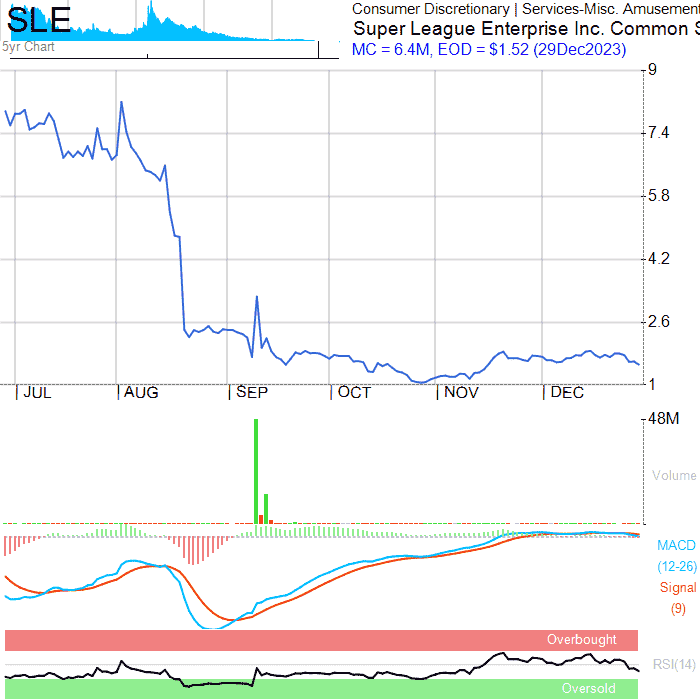 SLE
5yr Chart
Consumer Discretionary | Services-Misc. Amusement
Super League Enterprise Inc. Common S
MC = 6.4M, EOD = $1.52 (29Dec2023)
9
7.4
5.8
4.2
2.6
1
JUL AUG SEP OCT NOV DEC
48M
Volume
MACD
(12-26)
Signal
(9)
Overbought
RSI(14)
Oversold